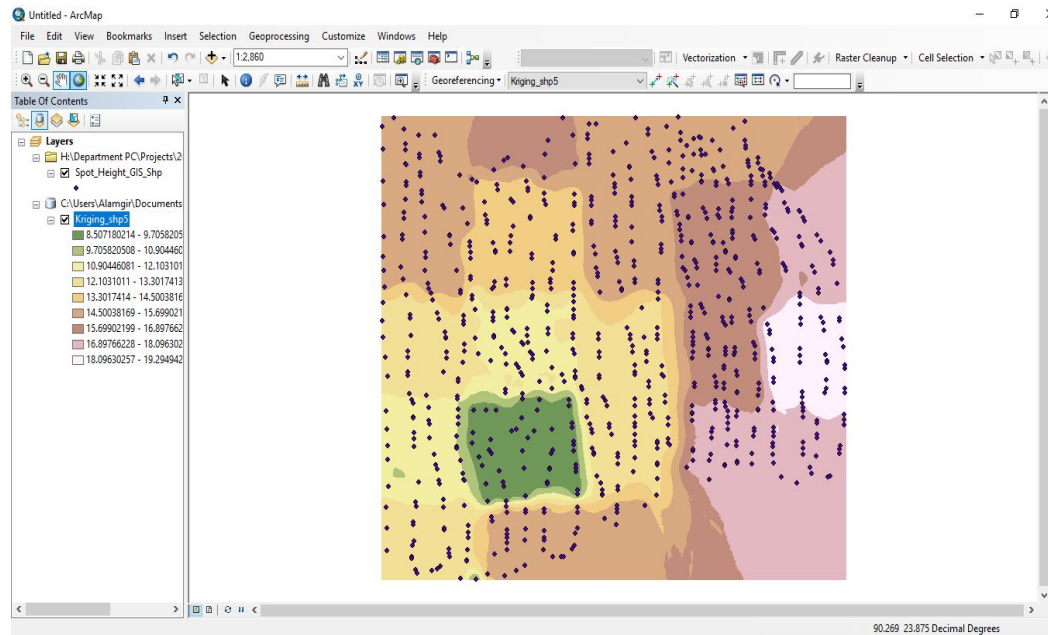 Untitled - ArcMap
File Edit View Bookmarks Insert Selection Geoprocessing Customize Windows Help
1:2,860 Vectorization Raster Cleanup Cell Selection
Georeferencing Kriging_shp5
Table Of Contents
Layers
H:\Department PC\Projects\2
Spot_Height_GIS_Shp
C:\Users\Alamgir\Documents
Kriging_shp5
8.507180214 - 9.7058205
9.705820508 - 10.904460
10.90446081 - 12.103101
12.1031011 - 13.3017413
13.3017414 - 14.5003816
14.50038169 - 15.699021
15.69902199 - 16.897662
16.89766228 - 18.096302
18.09630257 - 19.294942
90.269 23.875 Decimal Degrees